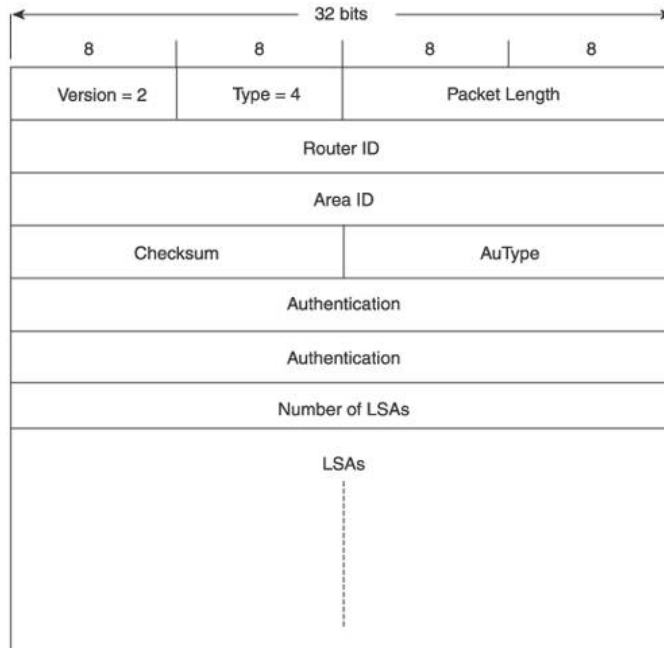 32 bits
8 8 8 8
Version = 2 Type = 4 Packet Length
Router ID
Area ID
Checksum AuType
Authentication
Authentication
Number of LSAs
LSAs